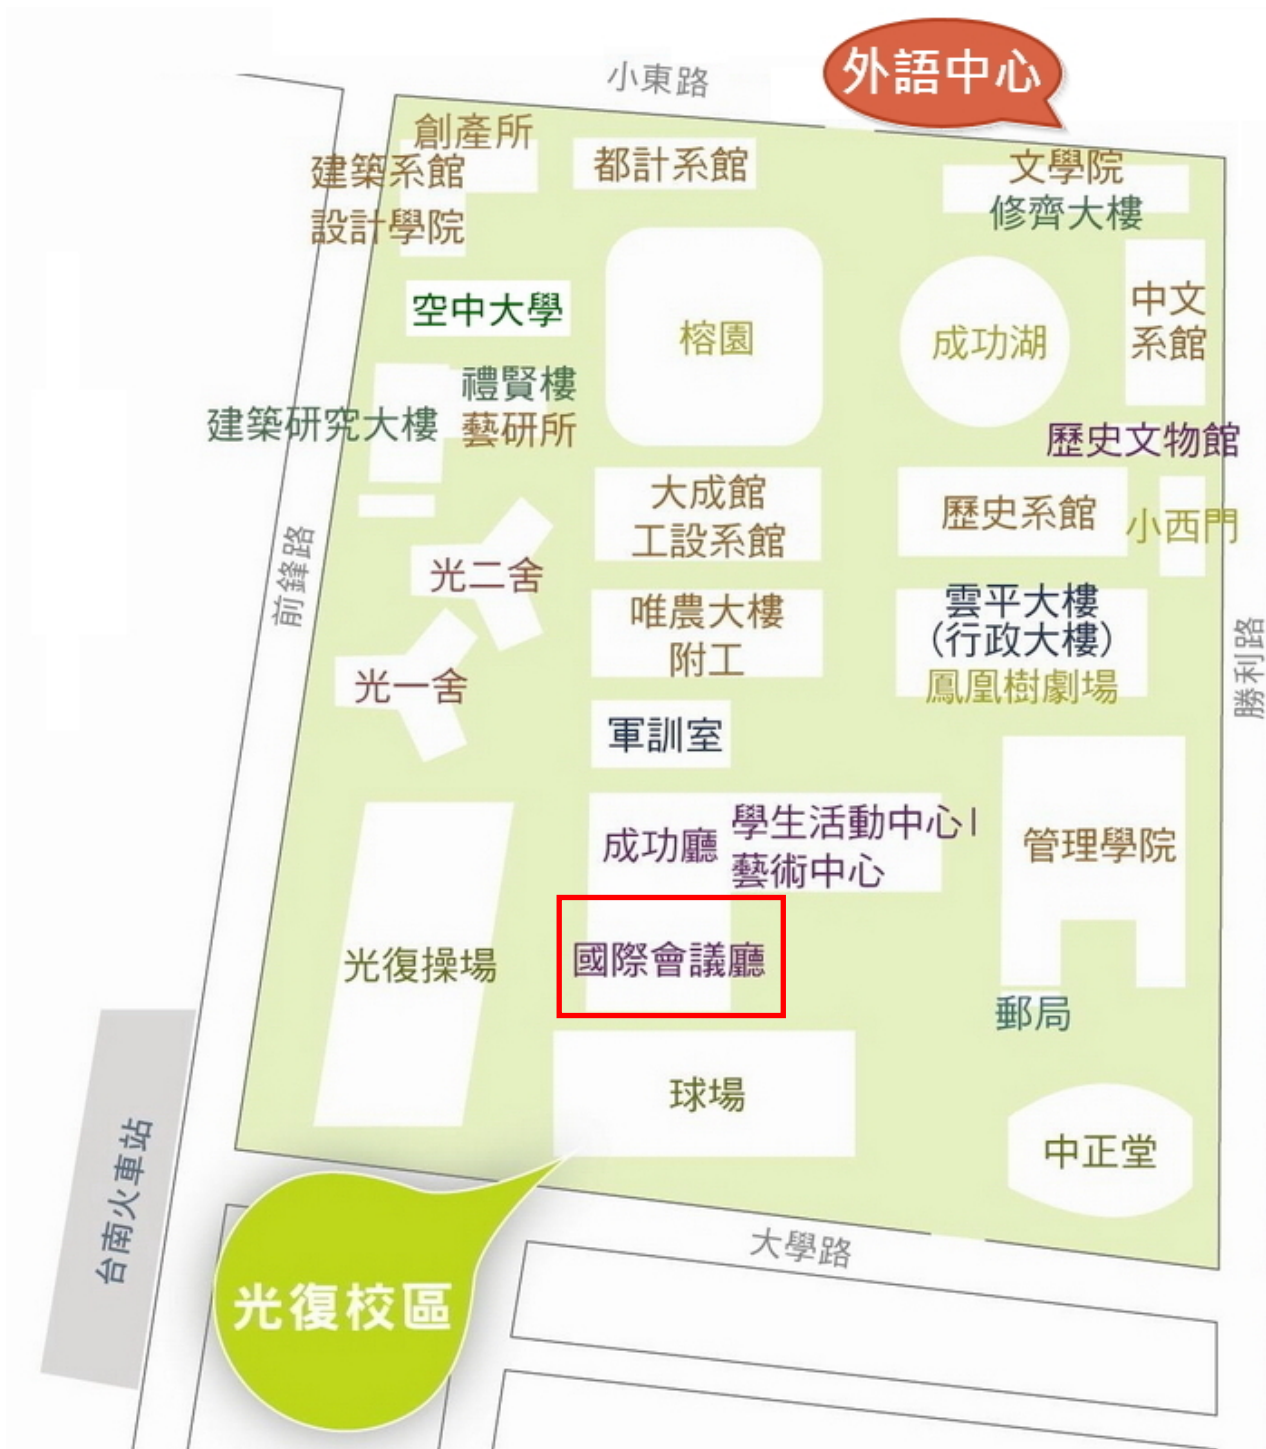 外語中心
小東路
創產所
建築系館
設計學院
都計系館
文學院
修齊大樓
空中大學
榕園
成功湖
中文
系館
禮賢樓
建築研究大樓
藝研所
歷史文物館
大成館
工設系館
歷史系館
小西門
前鋒路
光二舍
唯農大樓
附工
雲平大樓
(行政大樓)
鳳凰樹劇場
勝利路
光一舍
軍訓室
成功廳
學生活動中心I
藝術中心
管理學院
光復操場
國際會議廳
郵局
球場
中正堂
台南火車站
大學路
光復校區